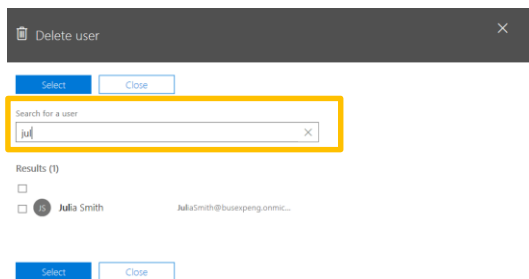 Delete user
Select Close
Search for a user
jul
Results (1)
JS Julia Smith JuliaSmith@busexpeng.onmic...
Select Close